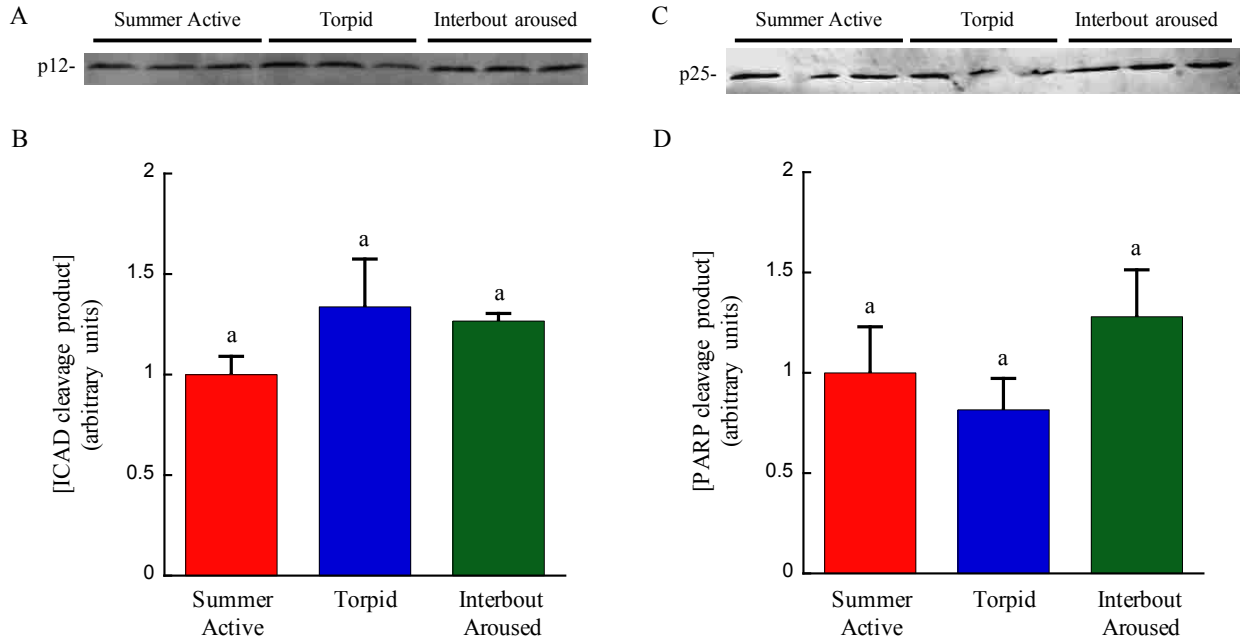 A
Summer Active Torpid Interbout aroused
p12-
C
Summer Active Torpid Interbout aroused
p25-
B
[ICAD cleavage product]
(arbitrary units)
2
1.5
1
0.5
0
a
a
a
Summer
Active
Torpid
Interbout
Aroused
D
[PARP cleavage product]
(arbitrary units)
2
1.5
1
0.5
0
a
a
a
Summer
Active
Torpid
Interbout
Aroused